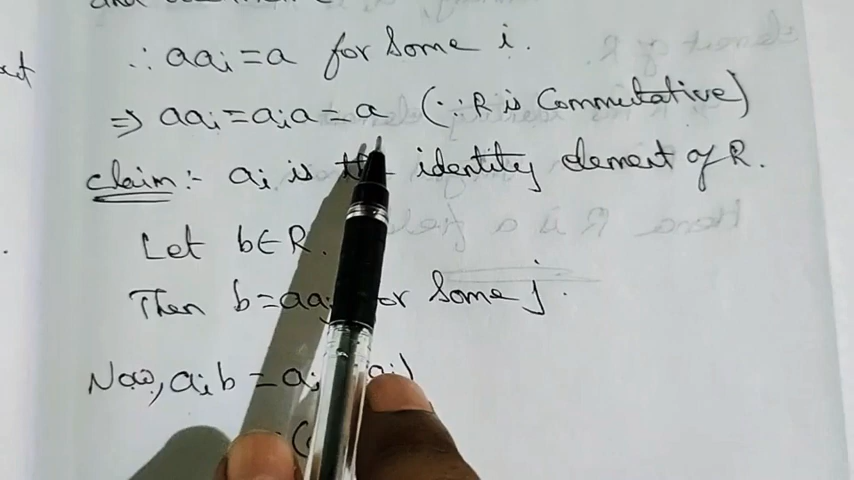 ∴ aaᵢ = a for some i.
⇒ aaᵢ = aᵢa = a (∵ R is Commutative)
Claim:- aᵢ is identity element of R.
Let b∈R.
Then b = aaⱼ for some j.
Now, aᵢb = aᵢ